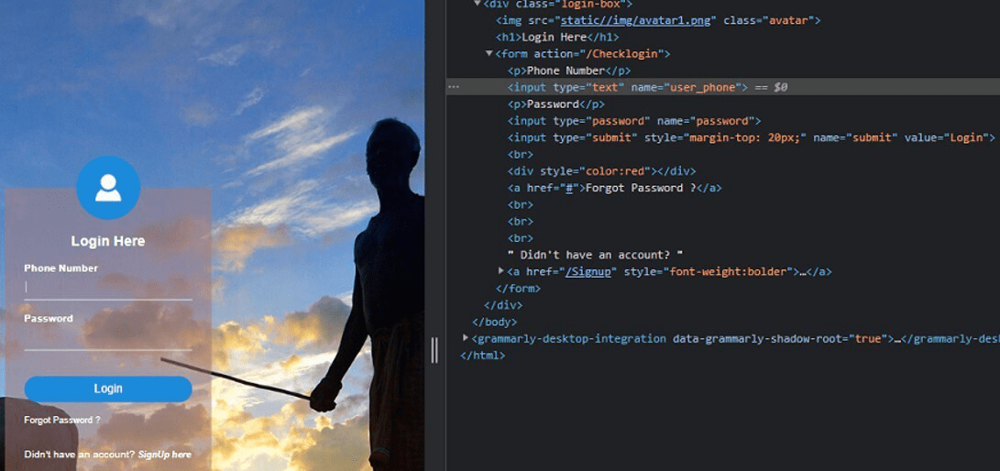 Login Here
Phone Number
Password
Login
Forgot Password ?
Didn't have an account? SignUp here
<div class="login-box">
<img src="static//img/avatar1.png" class="avatar">
<h1>Login Here</h1>
<form action="/Checklogin">
<p>Phone Number</p>
<input type="text" name="user_phone"> == $0
<p>Password</p>
<input type="password" name="password">
<input type="submit" style="margin-top: 20px;" name="submit" value="Login">
<br>
<div style="color:red"></div>
<a href="#">Forgot Password ?</a>
<br>
<br>
<br>
" Didn't have an account? "
<a href="/Signup" style="font-weight:bolder">…</a>
</form>
</div>
</body>
<grammarly-desktop-integration data-grammarly-shadow-root="true">…</grammarly-des
</html>